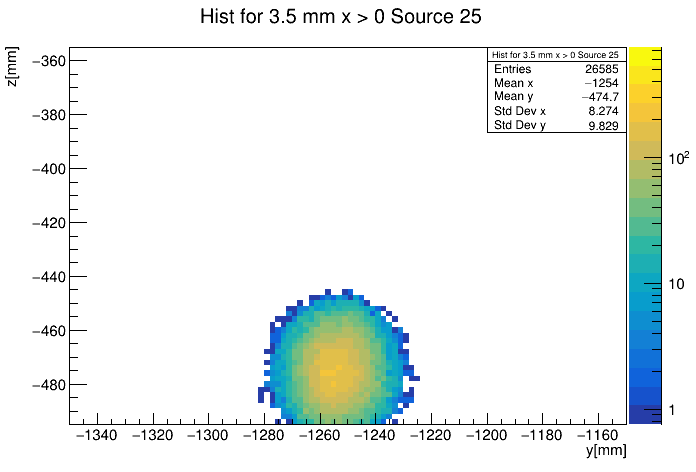 Hist for 3.5 mm x > 0 Source 25
z[mm]
Hist for 3.5 mm x > 0 Source 25
Entries 26585
Mean x −1254
Mean y −474.7
Std Dev x 8.274
Std Dev y 9.829
−360
−380
−400
−420
−440
−460
−480
10²
10
1
−1340 −1320 −1300 −1280 −1260 −1240 −1220 −1200 −1180 −1160
y[mm]